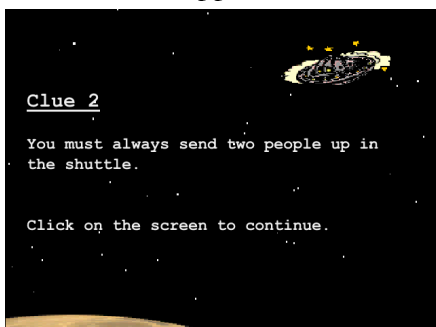 Clue 2
You must always send two people up in
the shuttle.
Click on the screen to continue.